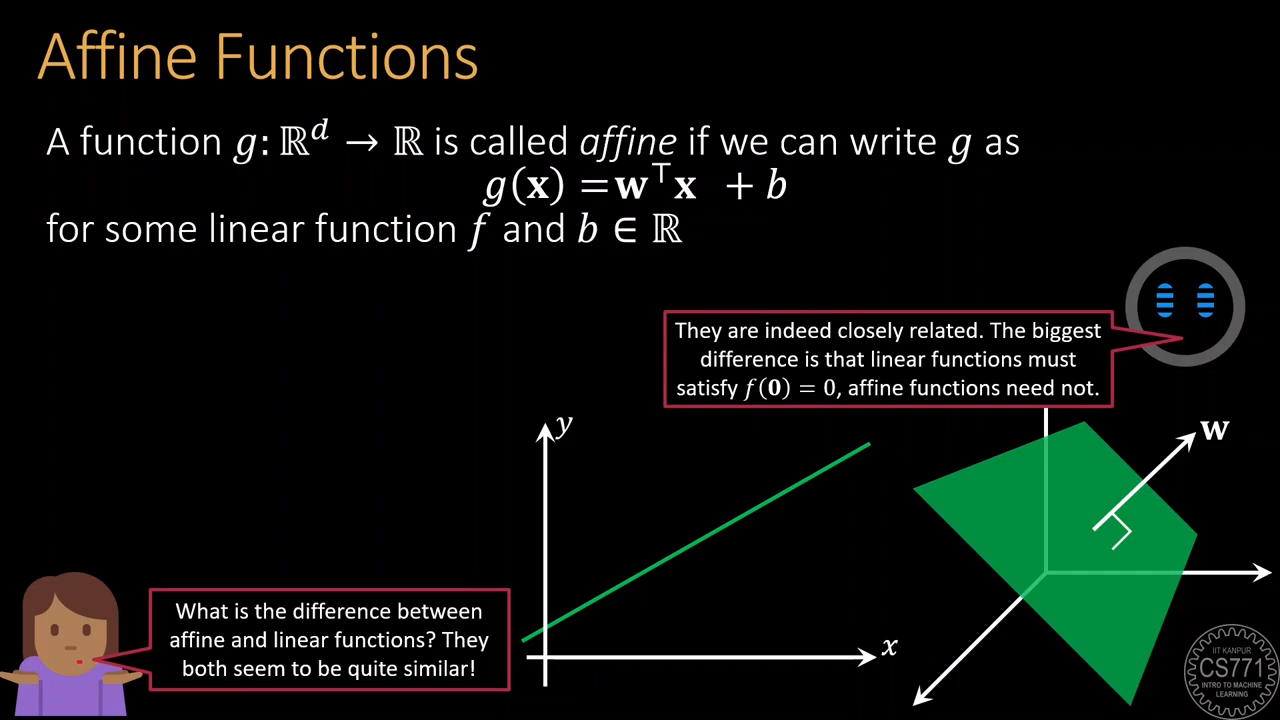 Affine Functions
A function g: ℝᵈ → ℝ is called affine if we can write g as
g(𝐱) =𝐰⊤𝐱 + b
for some linear function f and b ∈ ℝ
They are indeed closely related. The biggest
difference is that linear functions must
satisfy f(𝟎) = 0, affine functions need not.
y
w
x
What is the difference between
affine and linear functions? They
both seem to be quite similar!
IIT KANPUR
CS771
INTRO TO MACHINE
LEARNING